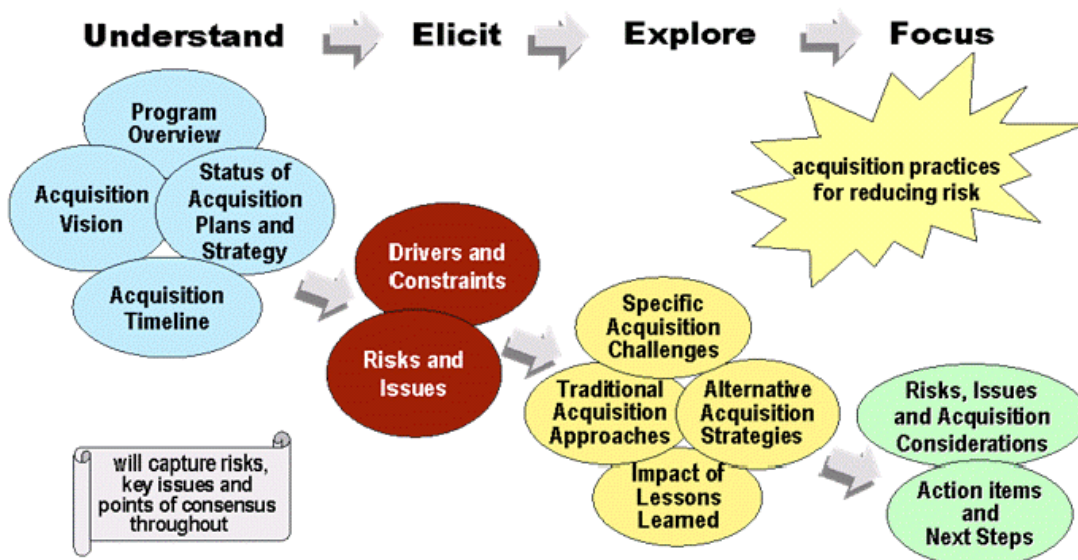 Understand Elicit Explore Focus
Program
Overview
Acquisition
Vision
Status of
Acquisition
Plans and
Strategy
Acquisition
Timeline
Drivers and
Constraints
Risks and
Issues
Specific
Acquisition
Challenges
Traditional
Acquisition
Approaches
Alternative
Acquisition
Strategies
Impact of
Lessons
Learned
acquisition practices
for reducing risk
Risks, Issues
and Acquisition
Considerations
Action items
and
Next Steps
will capture risks,
key issues and
points of consensus
throughout